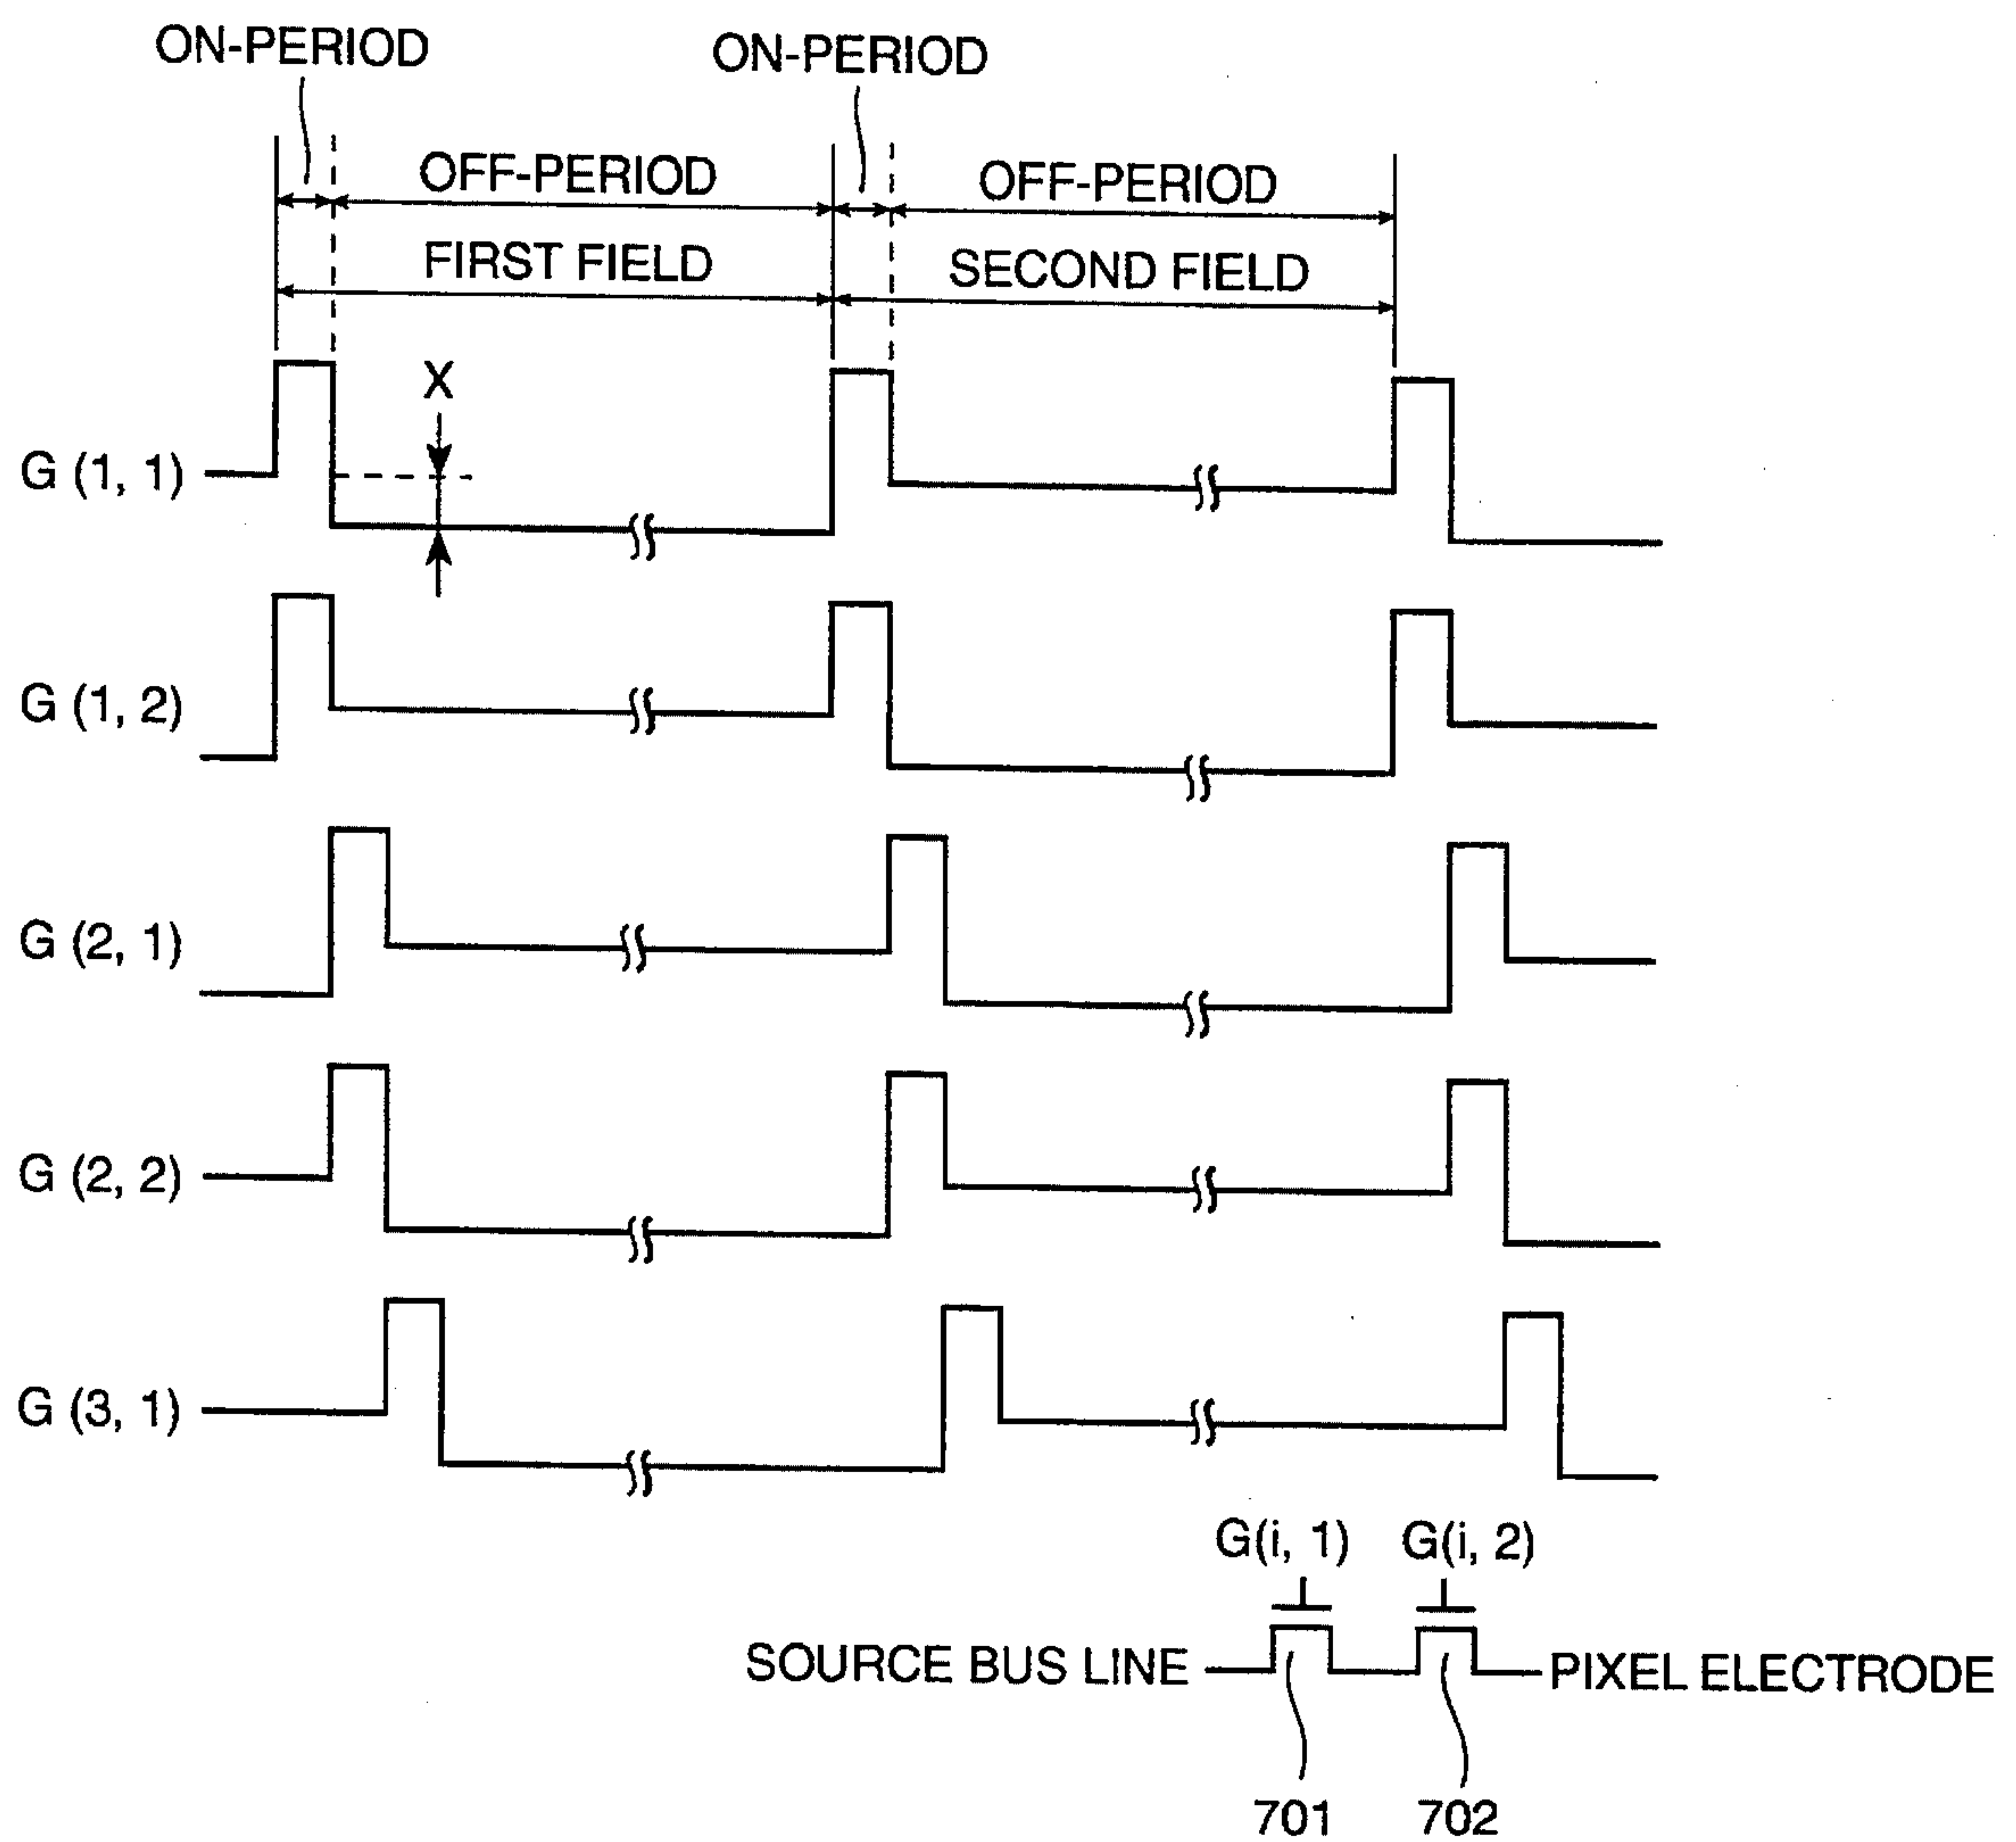 ON-PERIOD
ON-PERIOD
OFF-PERIOD
OFF-PERIOD
FIRST FIELD
SECOND FIELD
X
G (1, 1)
G (1, 2)
G (2, 1)
G (2, 2)
G (3, 1)
G(i, 1)
G(i, 2)
SOURCE BUS LINE
PIXEL ELECTRODE
701
702